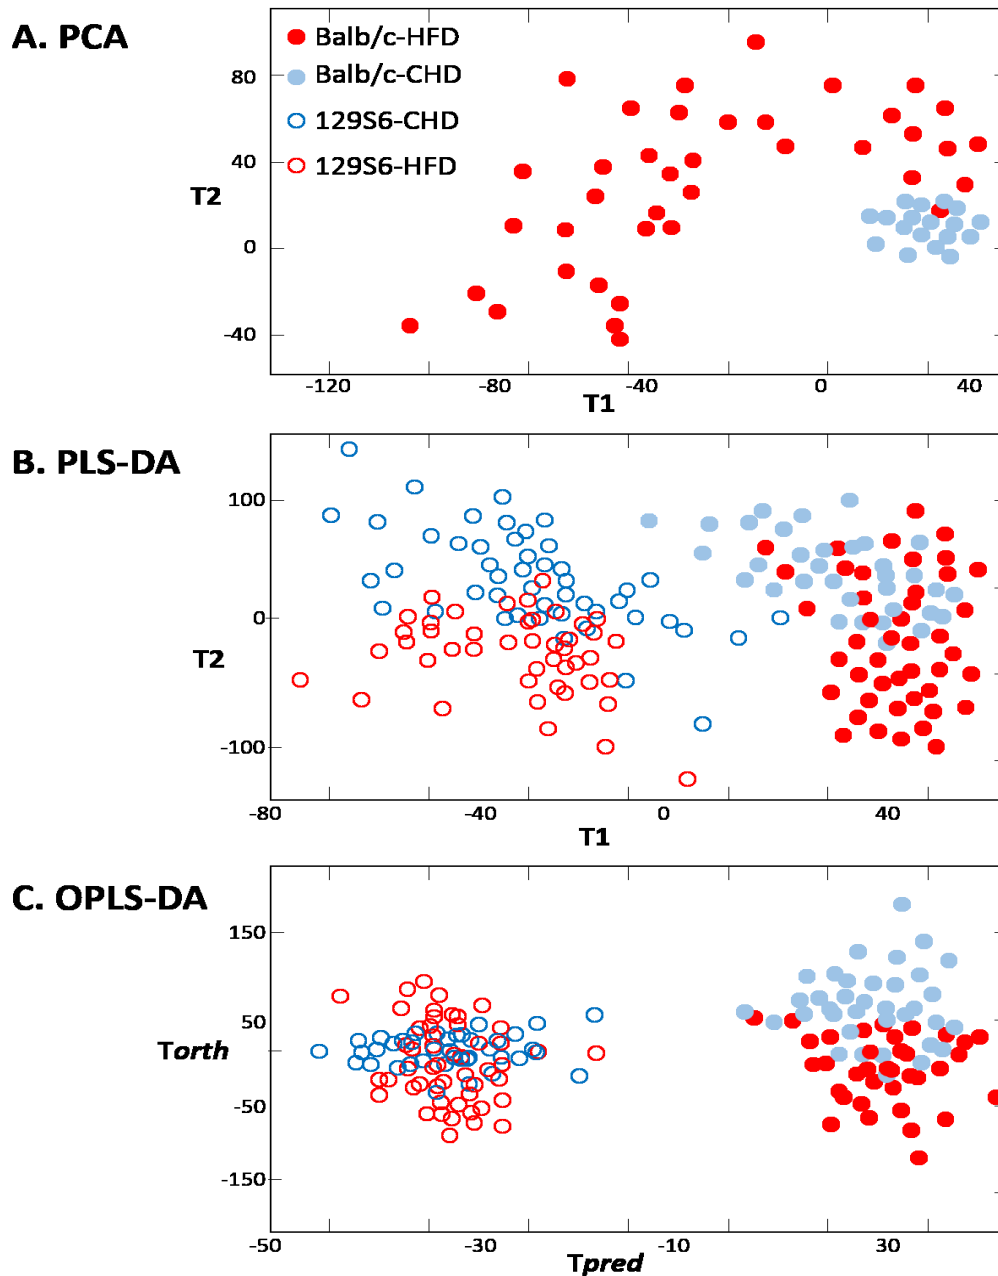 A. PCA
Balb/c-HFD
Balb/c-CHD
129S6-CHD
129S6-HFD
80
40
T2
0
-40
-120
-80
-40
0
40
T1
B. PLS-DA
100
0
T2
-100
-80
-40
0
40
T1
C. OPLS-DA
150
50
Torth
-50
-150
-50
-30
-10
30
Tpred